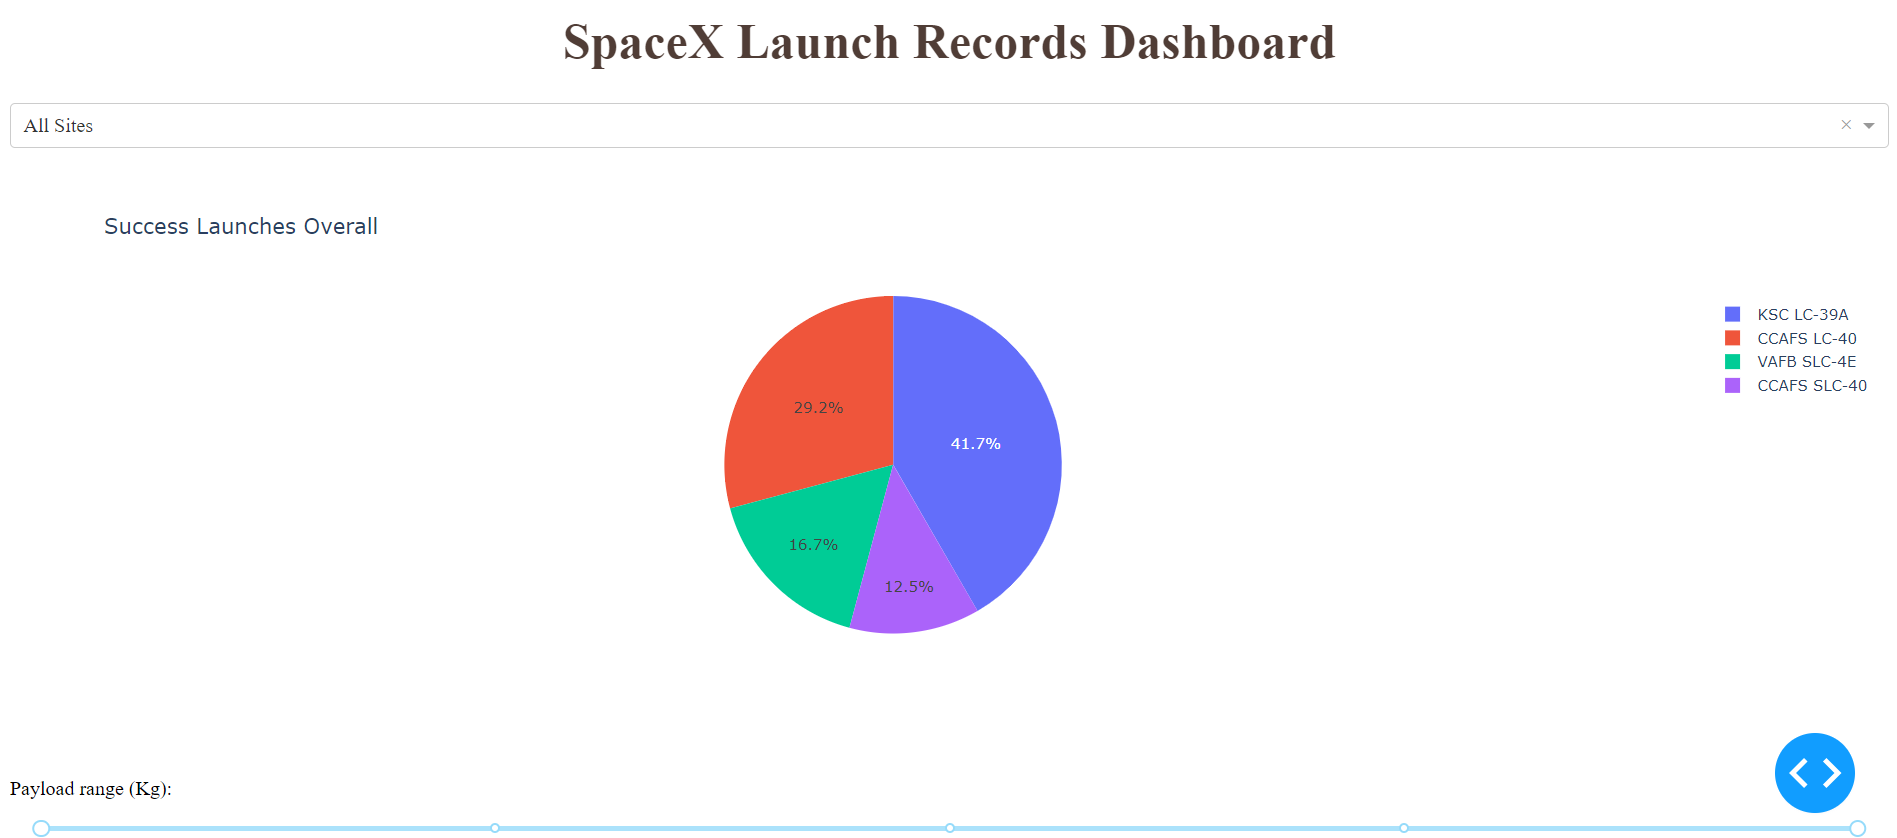 SpaceX Launch Records Dashboard
All Sites
Success Launches Overall
KSC LC-39A
CCAFS LC-40
VAFB SLC-4E
CCAFS SLC-40
29.2%
41.7%
16.7%
12.5%
Payload range (Kg):